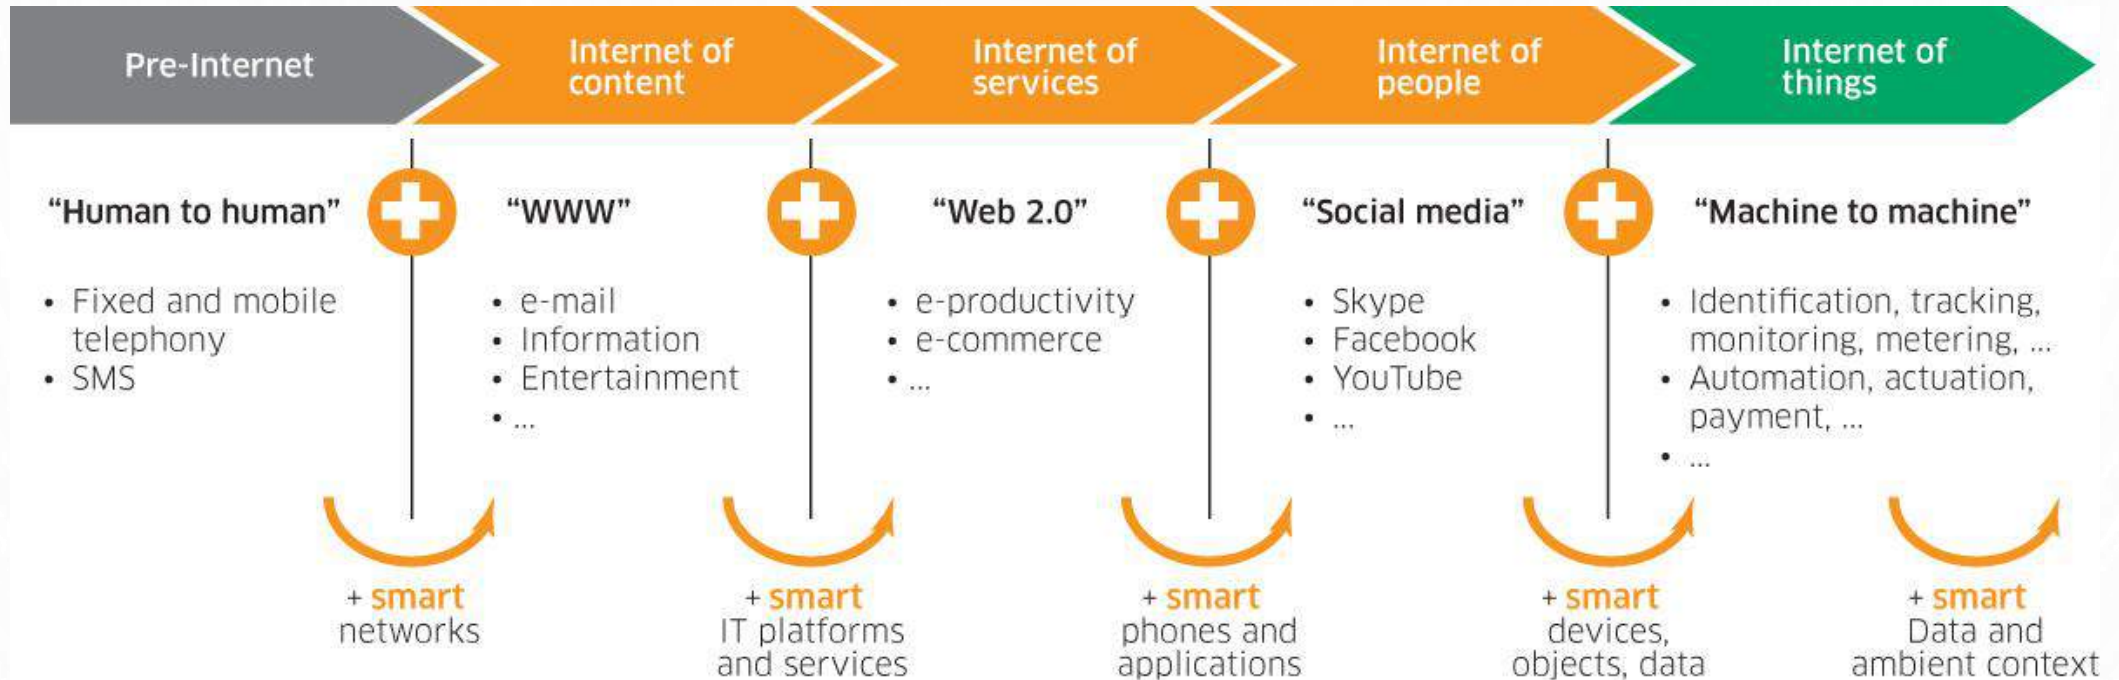 Pre-Internet
Internet of
content
Internet of
services
Internet of
people
Internet of
things
“Human to human”
• Fixed and mobile
telephony
• SMS
“WWW”
• e-mail
• Information
• Entertainment
• ...
“Web 2.0”
• e-productivity
• e-commerce
• ...
“Social media”
• Skype
• Facebook
• YouTube
• ...
“Machine to machine”
• Identification, tracking,
monitoring, metering, ...
• Automation, actuation,
payment, ...
• ...
+ smart
networks
+ smart
IT platforms
and services
+ smart
phones and
applications
+ smart
devices,
objects, data
+ smart
Data and
ambient context